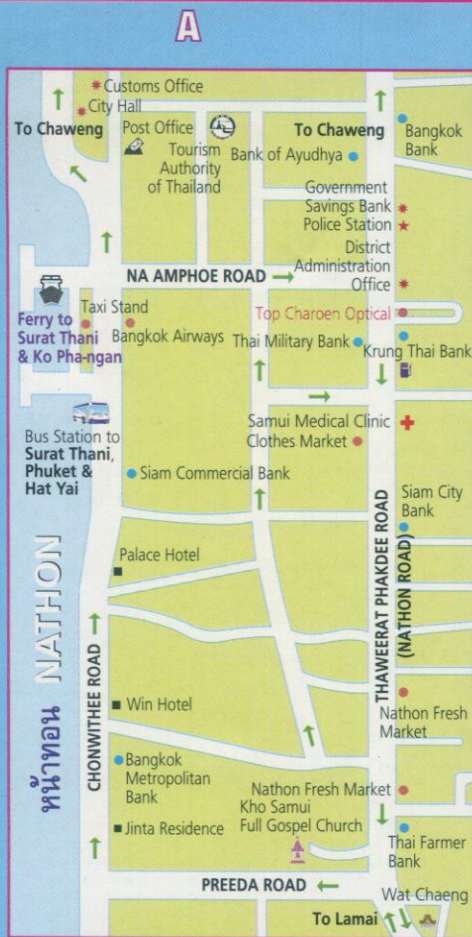 A
Customs Office
City Hall
To Chaweng
Post Office
Tourism
Authority
of Thailand
To Chaweng
Bank of Ayudhya
Bangkok
Bank
Government
Savings Bank
Police Station
District
Administration
Office
NA AMPHOE ROAD
Ferry to
Surat Thani
& Ko Pha-ngan
Taxi Stand
Bangkok Airways
Top Charoen Optical
Thai Military Bank
Krung Thai Bank
Bus Station to
Surat Thani,
Phuket &
Hat Yai
Samui Medical Clinic
Clothes Market
Siam Commercial Bank
Siam City
Bank
Palace Hotel
หน้าทอน NATHON
CHONWITHEE ROAD
THAWEERAT PHAKDEE ROAD
(NATHON ROAD)
Win Hotel
Nathon Fresh
Market
Bangkok
Metropolitan
Bank
Nathon Fresh Market
Kho Samui
Full Gospel Church
Jinta Residence
Thai Farmer
Bank
PREEDA ROAD
Wat Chaeng
To Lamai